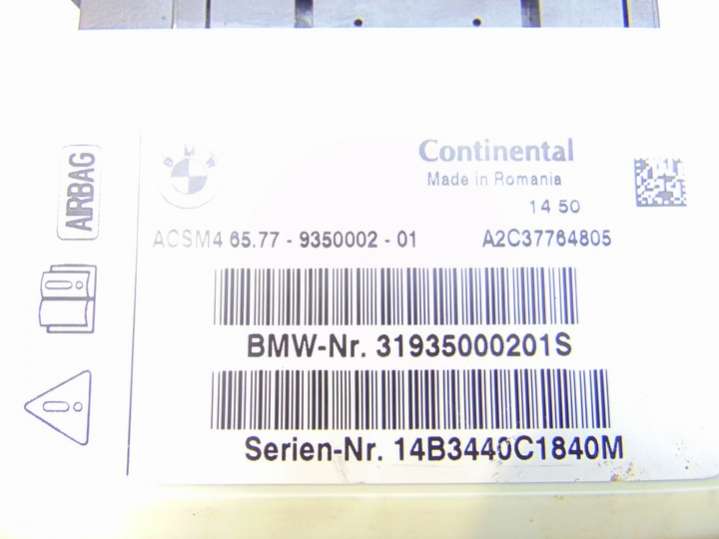 AIRBAG
BMW
Continental
Made in Romania
14 50
ACSM4 65.77 - 9350002 - 01 A2C37764805
BMW-Nr. 31935000201S
Serien-Nr. 14B3440C1840M